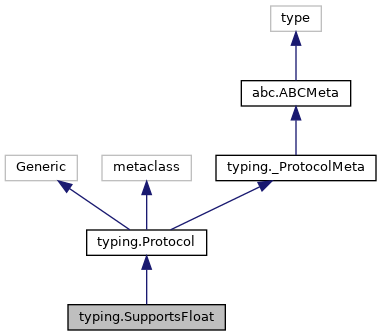 type
abc.ABCMeta
Generic
metaclass
typing._ProtocolMeta
typing.Protocol
typing.SupportsFloat